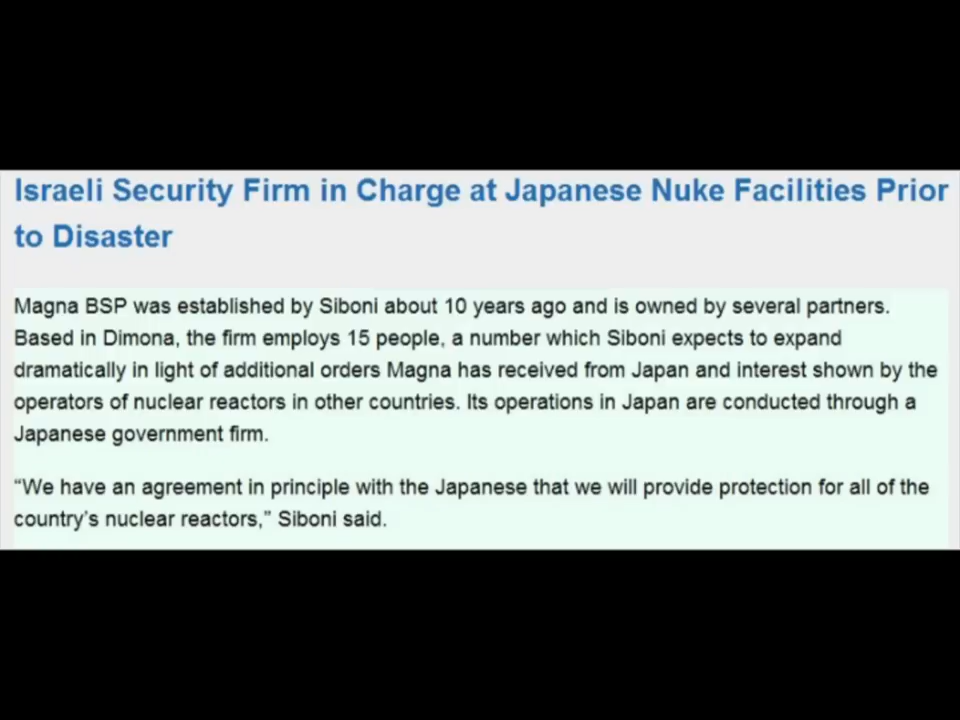 Israeli Security Firm in Charge at Japanese Nuke Facilities Prior
to Disaster
Magna BSP was established by Siboni about 10 years ago and is owned by several partners.
Based in Dimona, the firm employs 15 people, a number which Siboni expects to expand
dramatically in light of additional orders Magna has received from Japan and interest shown by the
operators of nuclear reactors in other countries. Its operations in Japan are conducted through a
Japanese government firm.
“We have an agreement in principle with the Japanese that we will provide protection for all of the
country’s nuclear reactors,” Siboni said.